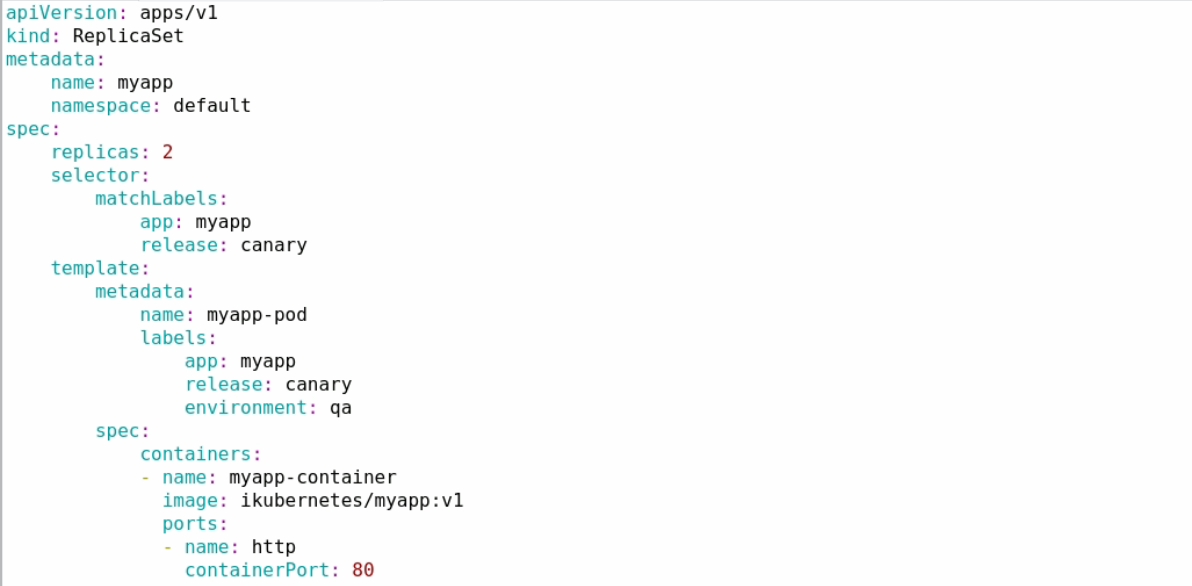 apiVersion: apps/v1
kind: ReplicaSet
metadata:
    name: myapp
    namespace: default
spec:
    replicas: 2
    selector:
        matchLabels:
            app: myapp
            release: canary
    template:
        metadata:
            name: myapp-pod
            labels:
                app: myapp
                release: canary
                environment: qa
        spec:
            containers:
            - name: myapp-container
              image: ikubernetes/myapp:v1
              ports:
              - name: http
                containerPort: 80